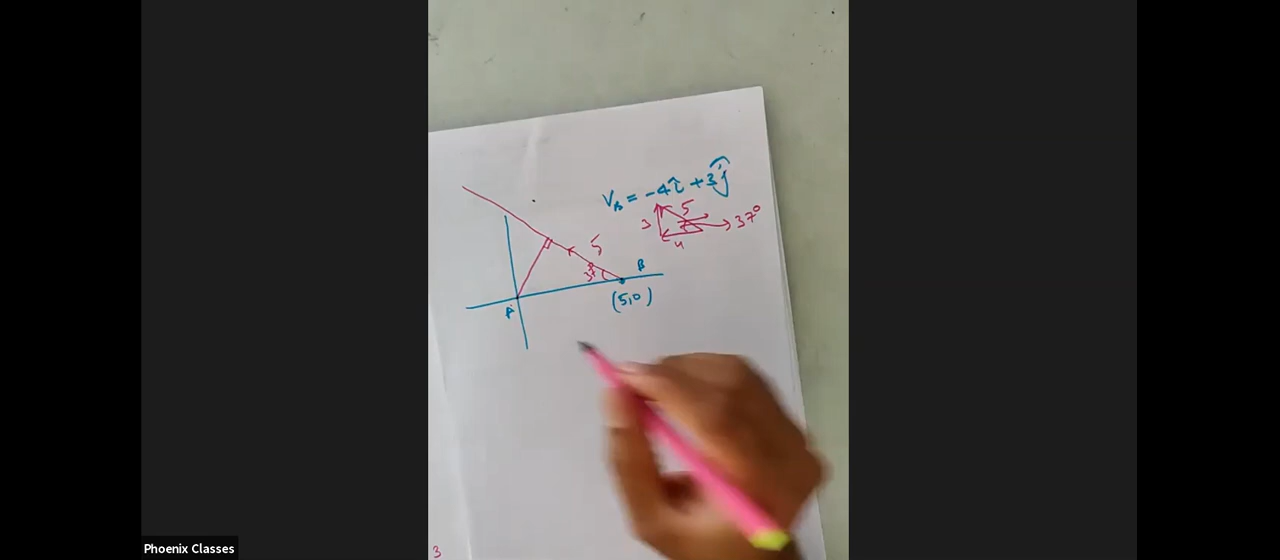 V_B = -4î + 3ĵ
5
3
37°
4
5
37
B
(5,0)
A
3
Phoenix Classes